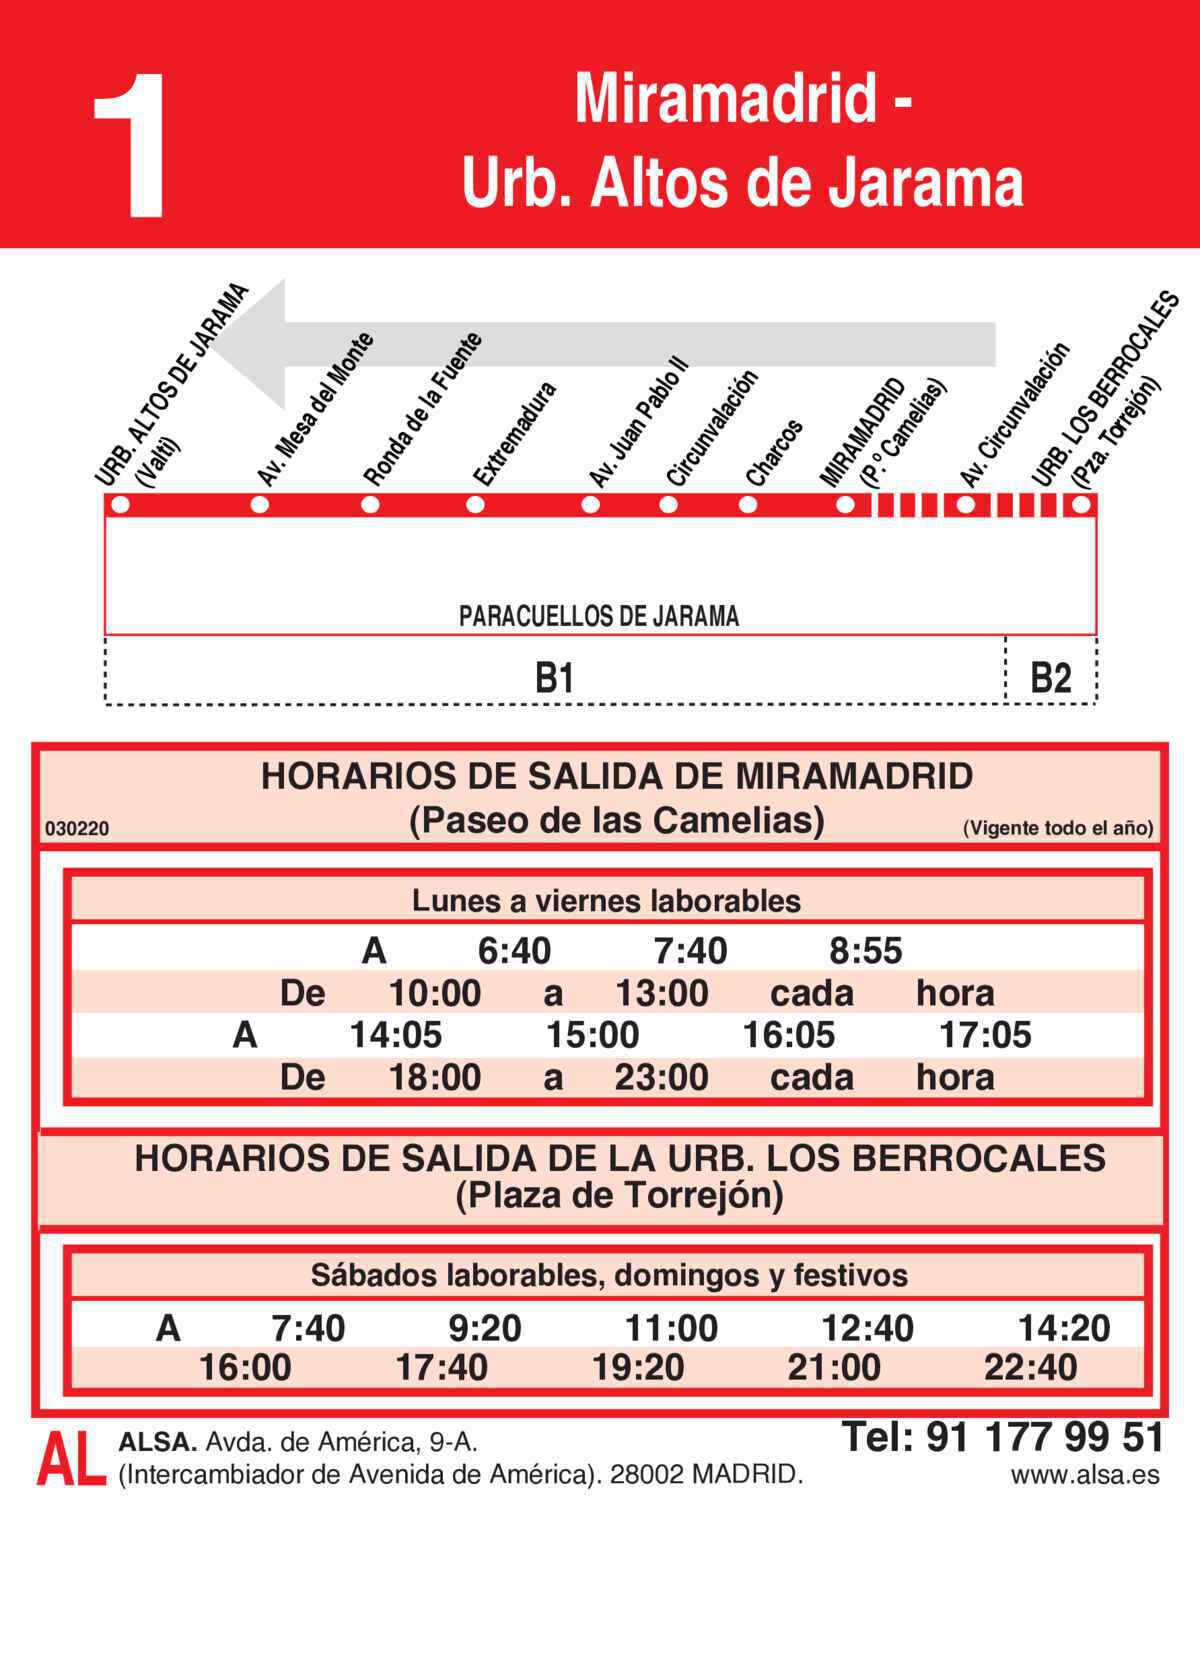 1
Miramadrid -
Urb. Altos de Jarama
URB. ALTOS DE JARAMA
(Valti)
Av. Mesa del Monte
Ronda de la Fuente
Extremadura
Av. Juan Pablo II
Circunvalación
Charcos
MIRAMADRID
(P.º Camelias)
Av. Circunvalación
URB. LOS BERROCALES
(Pza. Torrejón)
PARACUELLOS DE JARAMA
B1 B2
HORARIOS DE SALIDA DE MIRAMADRID
(Paseo de las Camelias)
030220 (Vigente todo el año)
Lunes a viernes laborables
A 6:40 7:40 8:55
De 10:00 a 13:00 cada hora
A 14:05 15:00 16:05 17:05
De 18:00 a 23:00 cada hora
HORARIOS DE SALIDA DE LA URB. LOS BERROCALES
(Plaza de Torrejón)
Sábados laborables, domingos y festivos
A 7:40 9:20 11:00 12:40 14:20
16:00 17:40 19:20 21:00 22:40
AL ALSA. Avda. de América, 9-A. Tel: 91 177 99 51
(Intercambiador de Avenida de América). 28002 MADRID. www.alsa.es